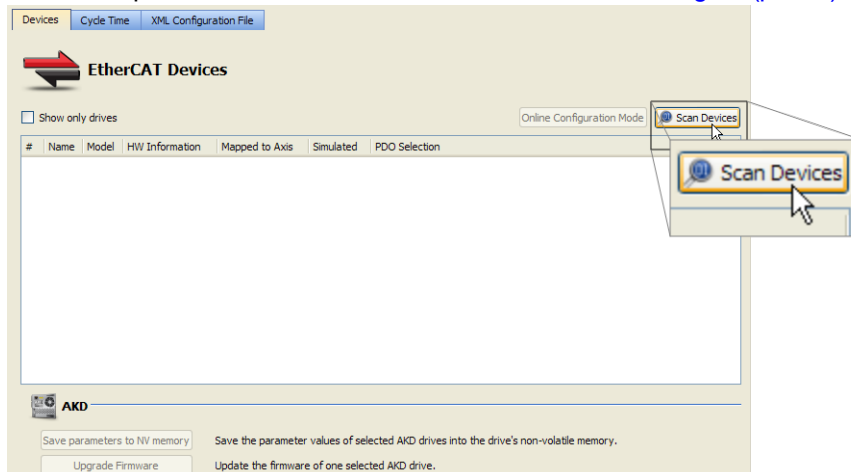 Devices Cycle Time XML Configuration File
EtherCAT Devices
Show only drives Online Configuration Mode Scan Devices
# Name Model HW Information Mapped to Axis Simulated PDO Selection
Scan Devices
AKD
Save parameters to NV memory Save the parameter values of selected AKD drives into the drive's non-volatile memory.
Upgrade Firmware Update the firmware of one selected AKD drive.